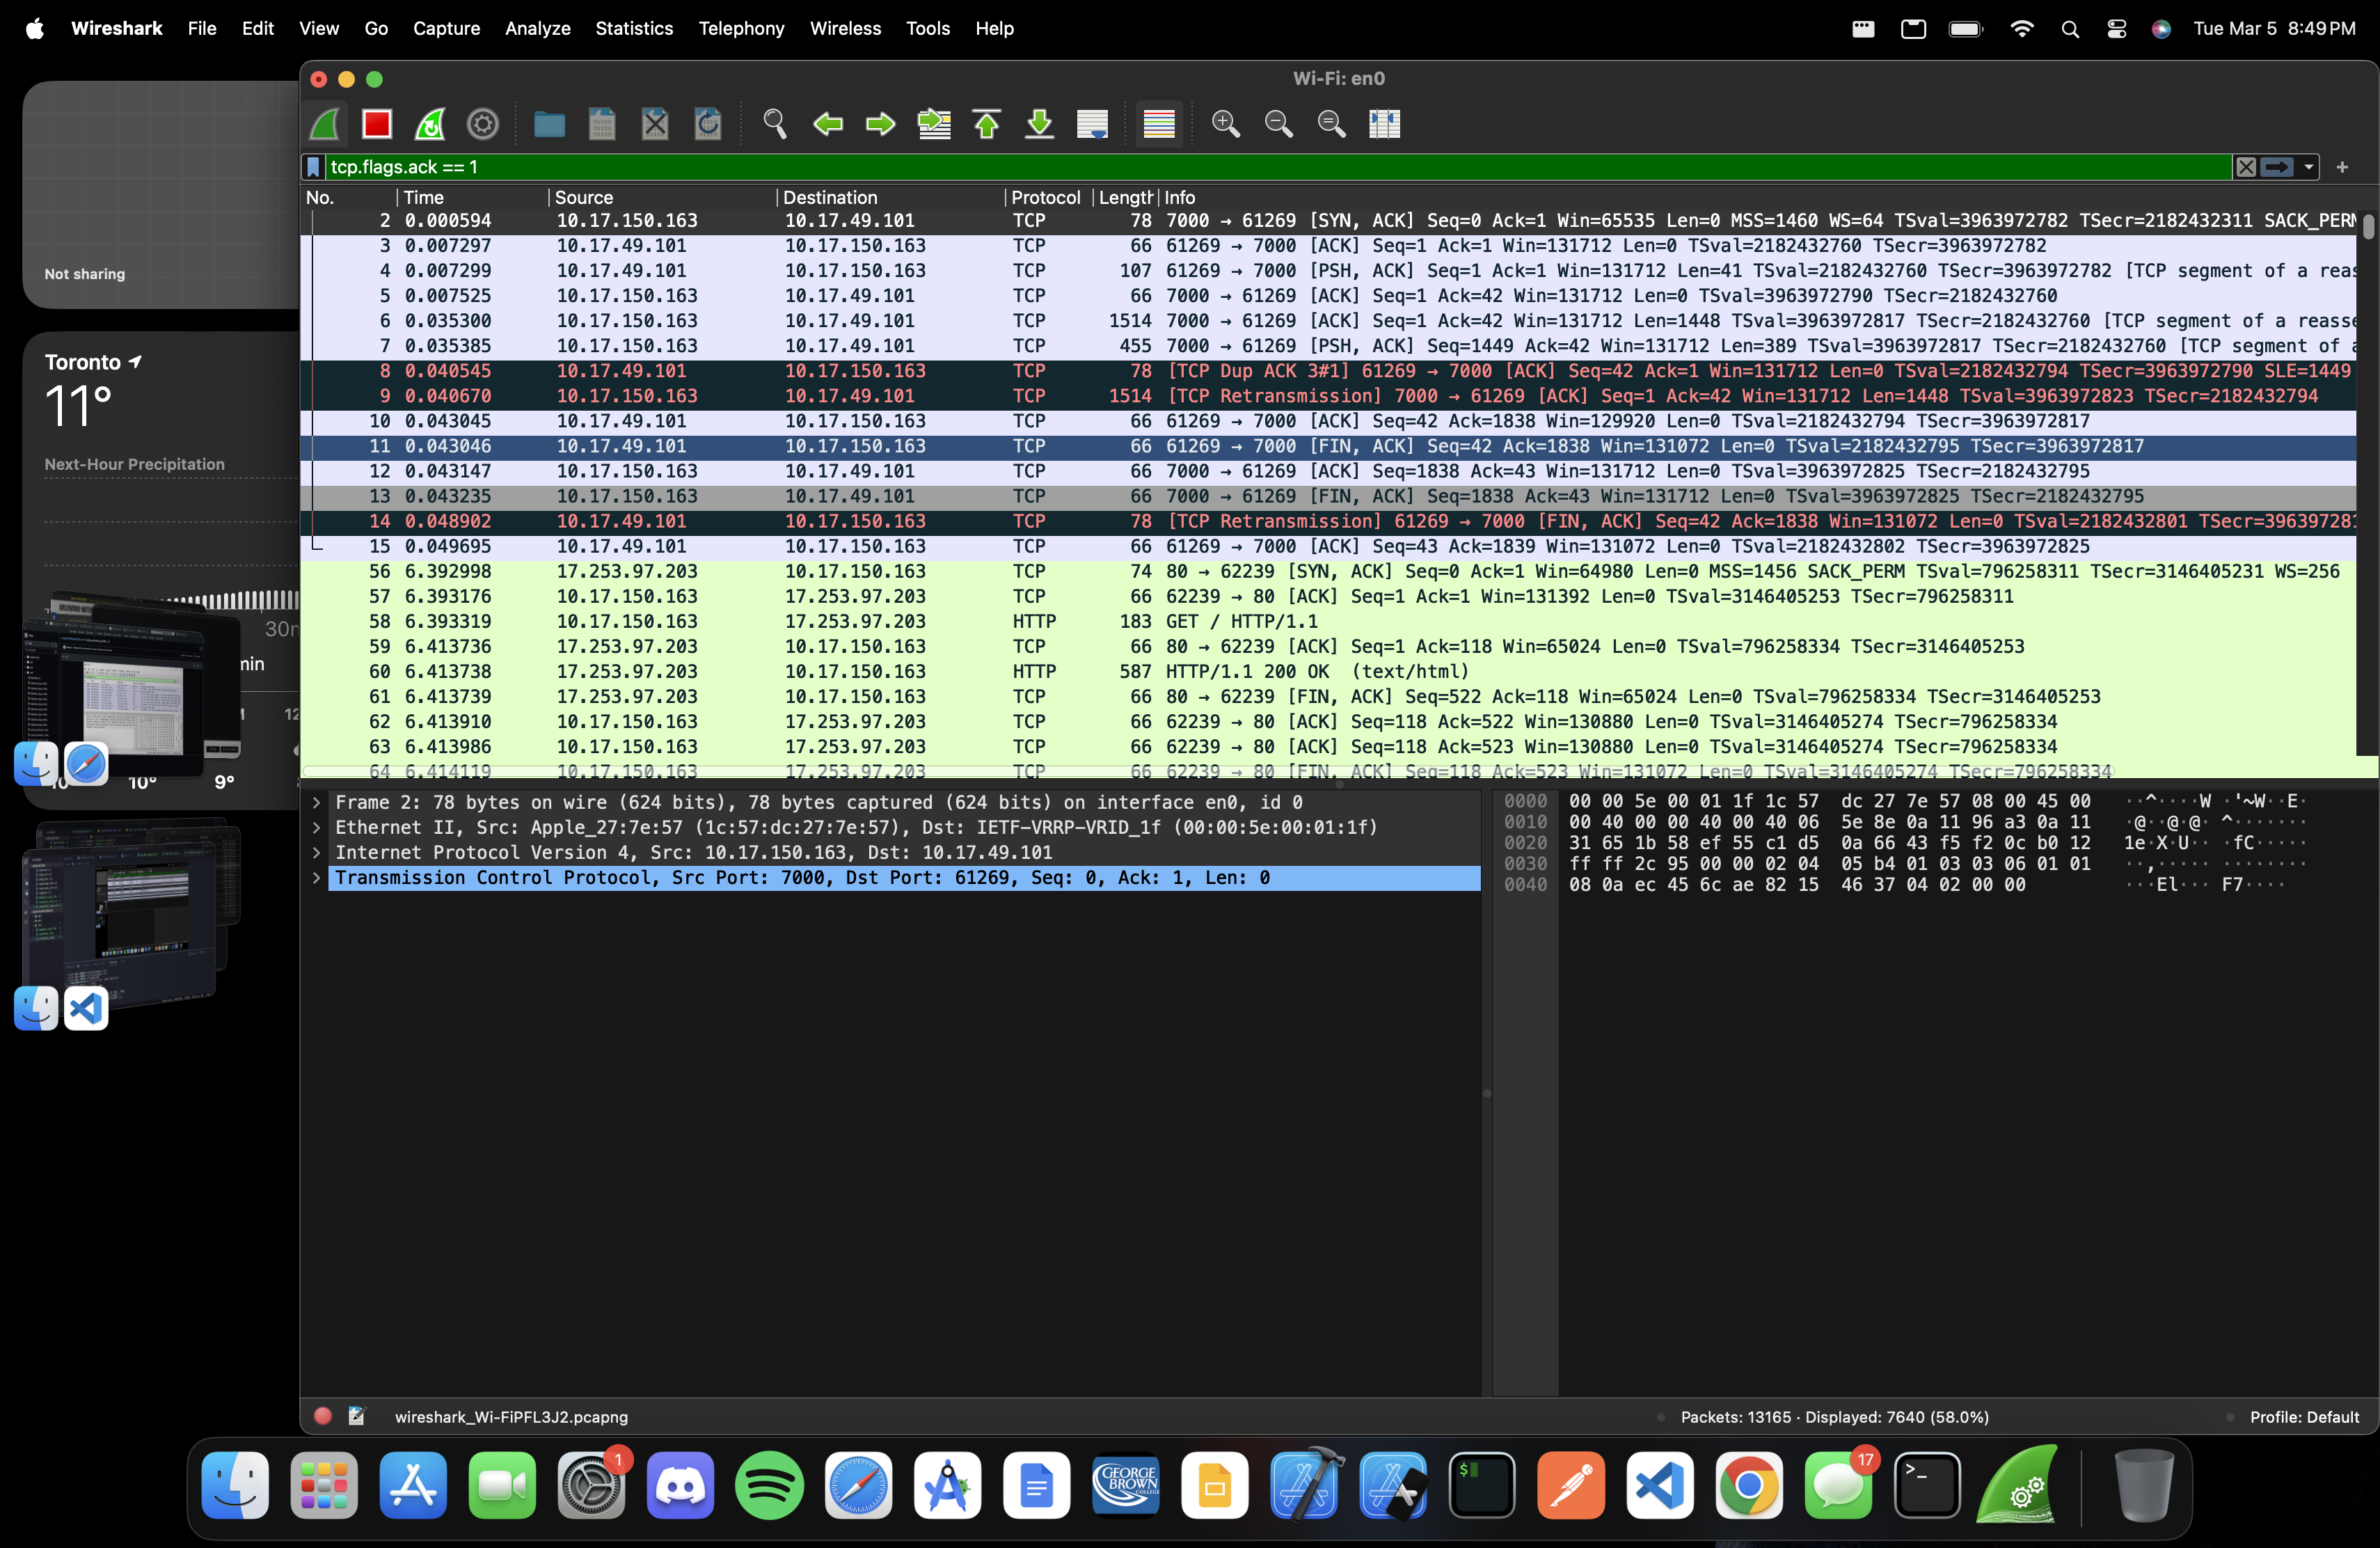 Wireshark File Edit View Go Capture Analyze Statistics Telephony Wireless Tools Help Tue Mar 5 8:49 PM
Wi-Fi: en0
tcp.flags.ack == 1
No. Time Source Destination Protocol Length Info
2 0.000594 10.17.150.163 10.17.49.101 TCP 78 7000 → 61269 [SYN, ACK] Seq=0 Ack=1 Win=65535 Len=0 MSS=1460 WS=64 TSval=3963972782 TSecr=2182432311 SACK_PERM
3 0.007297 10.17.49.101 10.17.150.163 TCP 66 61269 → 7000 [ACK] Seq=1 Ack=1 Win=131712 Len=0 TSval=2182432760 TSecr=3963972782
4 0.007299 10.17.49.101 10.17.150.163 TCP 107 61269 → 7000 [PSH, ACK] Seq=1 Ack=1 Win=131712 Len=41 TSval=2182432760 TSecr=3963972782 [TCP segment of a reas
5 0.007525 10.17.150.163 10.17.49.101 TCP 66 7000 → 61269 [ACK] Seq=1 Ack=42 Win=131712 Len=0 TSval=3963972790 TSecr=2182432760
6 0.035300 10.17.150.163 10.17.49.101 TCP 1514 7000 → 61269 [ACK] Seq=1 Ack=42 Win=131712 Len=1448 TSval=3963972817 TSecr=2182432760 [TCP segment of a reasse
7 0.035385 10.17.150.163 10.17.49.101 TCP 455 7000 → 61269 [PSH, ACK] Seq=1449 Ack=42 Win=131712 Len=389 TSval=3963972817 TSecr=2182432760 [TCP segment of a
8 0.040545 10.17.49.101 10.17.150.163 TCP 78 [TCP Dup ACK 3#1] 61269 → 7000 [ACK] Seq=42 Ack=1 Win=131712 Len=0 TSval=2182432794 TSecr=3963972790 SLE=1449
9 0.040670 10.17.150.163 10.17.49.101 TCP 1514 [TCP Retransmission] 7000 → 61269 [ACK] Seq=1 Ack=42 Win=131712 Len=1448 TSval=3963972823 TSecr=2182432794
10 0.043045 10.17.49.101 10.17.150.163 TCP 66 61269 → 7000 [ACK] Seq=42 Ack=1838 Win=129920 Len=0 TSval=2182432794 TSecr=3963972817
11 0.043046 10.17.49.101 10.17.150.163 TCP 66 61269 → 7000 [FIN, ACK] Seq=42 Ack=1838 Win=131072 Len=0 TSval=2182432795 TSecr=3963972817
12 0.043147 10.17.150.163 10.17.49.101 TCP 66 7000 → 61269 [ACK] Seq=1838 Ack=43 Win=131712 Len=0 TSval=3963972825 TSecr=2182432795
13 0.043235 10.17.150.163 10.17.49.101 TCP 66 7000 → 61269 [FIN, ACK] Seq=1838 Ack=43 Win=131712 Len=0 TSval=3963972825 TSecr=2182432795
14 0.048902 10.17.49.101 10.17.150.163 TCP 78 [TCP Retransmission] 61269 → 7000 [FIN, ACK] Seq=42 Ack=1838 Win=131072 Len=0 TSval=2182432801 TSecr=396397281
15 0.049695 10.17.49.101 10.17.150.163 TCP 66 61269 → 7000 [ACK] Seq=43 Ack=1839 Win=131072 Len=0 TSval=2182432802 TSecr=3963972825
56 6.392998 17.253.97.203 10.17.150.163 TCP 74 80 → 62239 [SYN, ACK] Seq=0 Ack=1 Win=64980 Len=0 MSS=1456 SACK_PERM TSval=796258311 TSecr=3146405231 WS=256
57 6.393176 10.17.150.163 17.253.97.203 TCP 66 62239 → 80 [ACK] Seq=1 Ack=1 Win=131392 Len=0 TSval=3146405253 TSecr=796258311
58 6.393319 10.17.150.163 17.253.97.203 HTTP 183 GET / HTTP/1.1
59 6.413736 17.253.97.203 10.17.150.163 TCP 66 80 → 62239 [ACK] Seq=1 Ack=118 Win=65024 Len=0 TSval=796258334 TSecr=3146405253
60 6.413738 17.253.97.203 10.17.150.163 HTTP 587 HTTP/1.1 200 OK (text/html)
61 6.413739 17.253.97.203 10.17.150.163 TCP 66 80 → 62239 [FIN, ACK] Seq=522 Ack=118 Win=65024 Len=0 TSval=796258334 TSecr=3146405253
62 6.413910 10.17.150.163 17.253.97.203 TCP 66 62239 → 80 [ACK] Seq=118 Ack=522 Win=130880 Len=0 TSval=3146405274 TSecr=796258334
63 6.413986 10.17.150.163 17.253.97.203 TCP 66 62239 → 80 [ACK] Seq=118 Ack=523 Win=130880 Len=0 TSval=3146405274 TSecr=796258334
64 6.414119 10.17.150.163 17.253.97.203 TCP 66 62239 → 80 [FIN, ACK] Seq=118 Ack=523 Win=131072 Len=0 TSval=3146405274 TSecr=796258334
Frame 2: 78 bytes on wire (624 bits), 78 bytes captured (624 bits) on interface en0, id 0
Ethernet II, Src: Apple_27:7e:57 (1c:57:dc:27:7e:57), Dst: IETF-VRRP-VRID_1f (00:00:5e:00:01:1f)
Internet Protocol Version 4, Src: 10.17.150.163, Dst: 10.17.49.101
Transmission Control Protocol, Src Port: 7000, Dst Port: 61269, Seq: 0, Ack: 1, Len: 0
0000 00 00 5e 00 01 1f 1c 57 dc 27 7e 57 08 00 45 00 ··^····W ·'~W··E·
0010 00 40 00 00 40 00 40 06 5e 8e 0a 11 96 a3 0a 11 ·@··@·@· ^·······
0020 31 65 1b 58 ef 55 c1 d5 0a 66 43 f5 f2 0c b0 12 1e·X·U·· ·fC·····
0030 ff ff 2c 95 00 00 02 04 05 b4 01 03 03 06 01 01 ··,····· ········
0040 08 0a ec 45 6c ae 82 15 46 37 04 02 00 00 ···El··· F7····
wireshark_Wi-FiPFL3J2.pcapng Packets: 13165 · Displayed: 7640 (58.0%) Profile: Default
Not sharing
Toronto
11°
Next-Hour Precipitation
30m
min
10° 10° 9°
1
GEORGE BROWN COLLEGE
$
17
>_